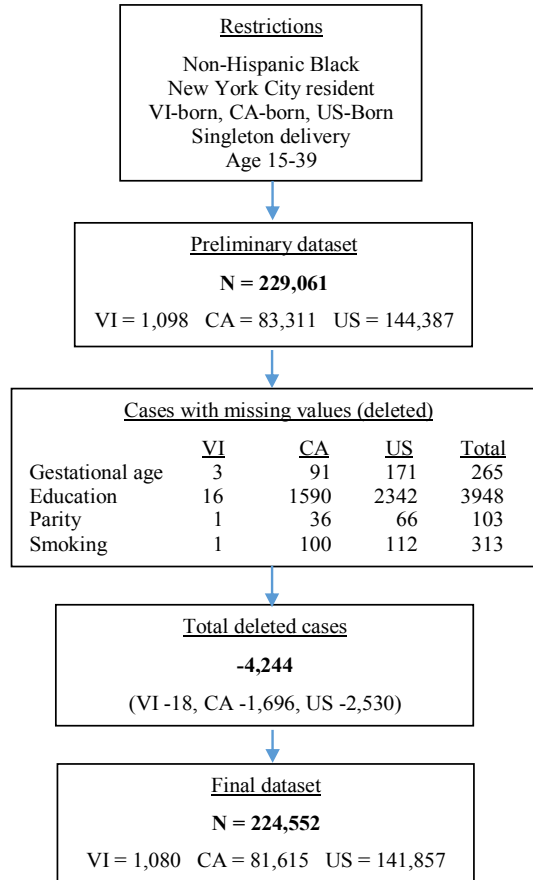 Restrictions
Non-Hispanic Black
New York City resident
VI-born, CA-born, US-Born
Singleton delivery
Age 15-39
Preliminary dataset
N = 229,061
VI = 1,098 CA = 83,311 US = 144,387
Cases with missing values (deleted)
VI CA US Total
Gestational age 3 91 171 265
Education 16 1590 2342 3948
Parity 1 36 66 103
Smoking 1 100 112 313
Total deleted cases
-4,244
(VI -18, CA -1,696, US -2,530)
Final dataset
N = 224,552
VI = 1,080 CA = 81,615 US = 141,857